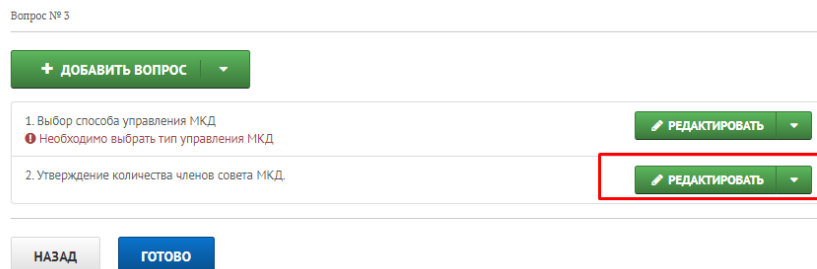 Вопрос № 3
ДОБАВИТЬ ВОПРОС
1. Выбор способа управления МКД
Необходимо выбрать тип управления МКД
РЕДАКТИРОВАТЬ
2. Утверждение количества членов совета МКД.
РЕДАКТИРОВАТЬ
НАЗАД
ГОТОВО